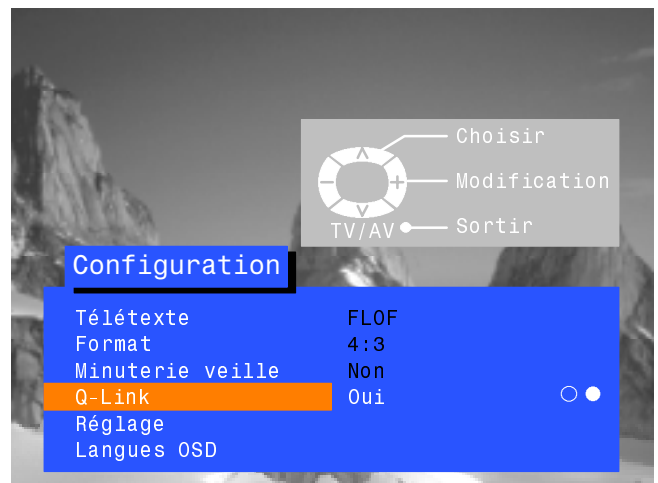 Choisir
Modification
TV/AV Sortir
Configuration
Télétexte FLOF
Format 4:3
Minuterie veille Non
Q-Link Oui
Réglage
Langues OSD